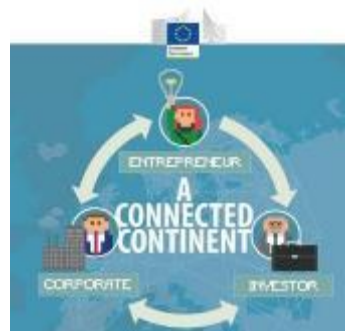 ENTREPRENEUR
A
CONNECTED
CONTINENT
CORPORATE
INVESTOR